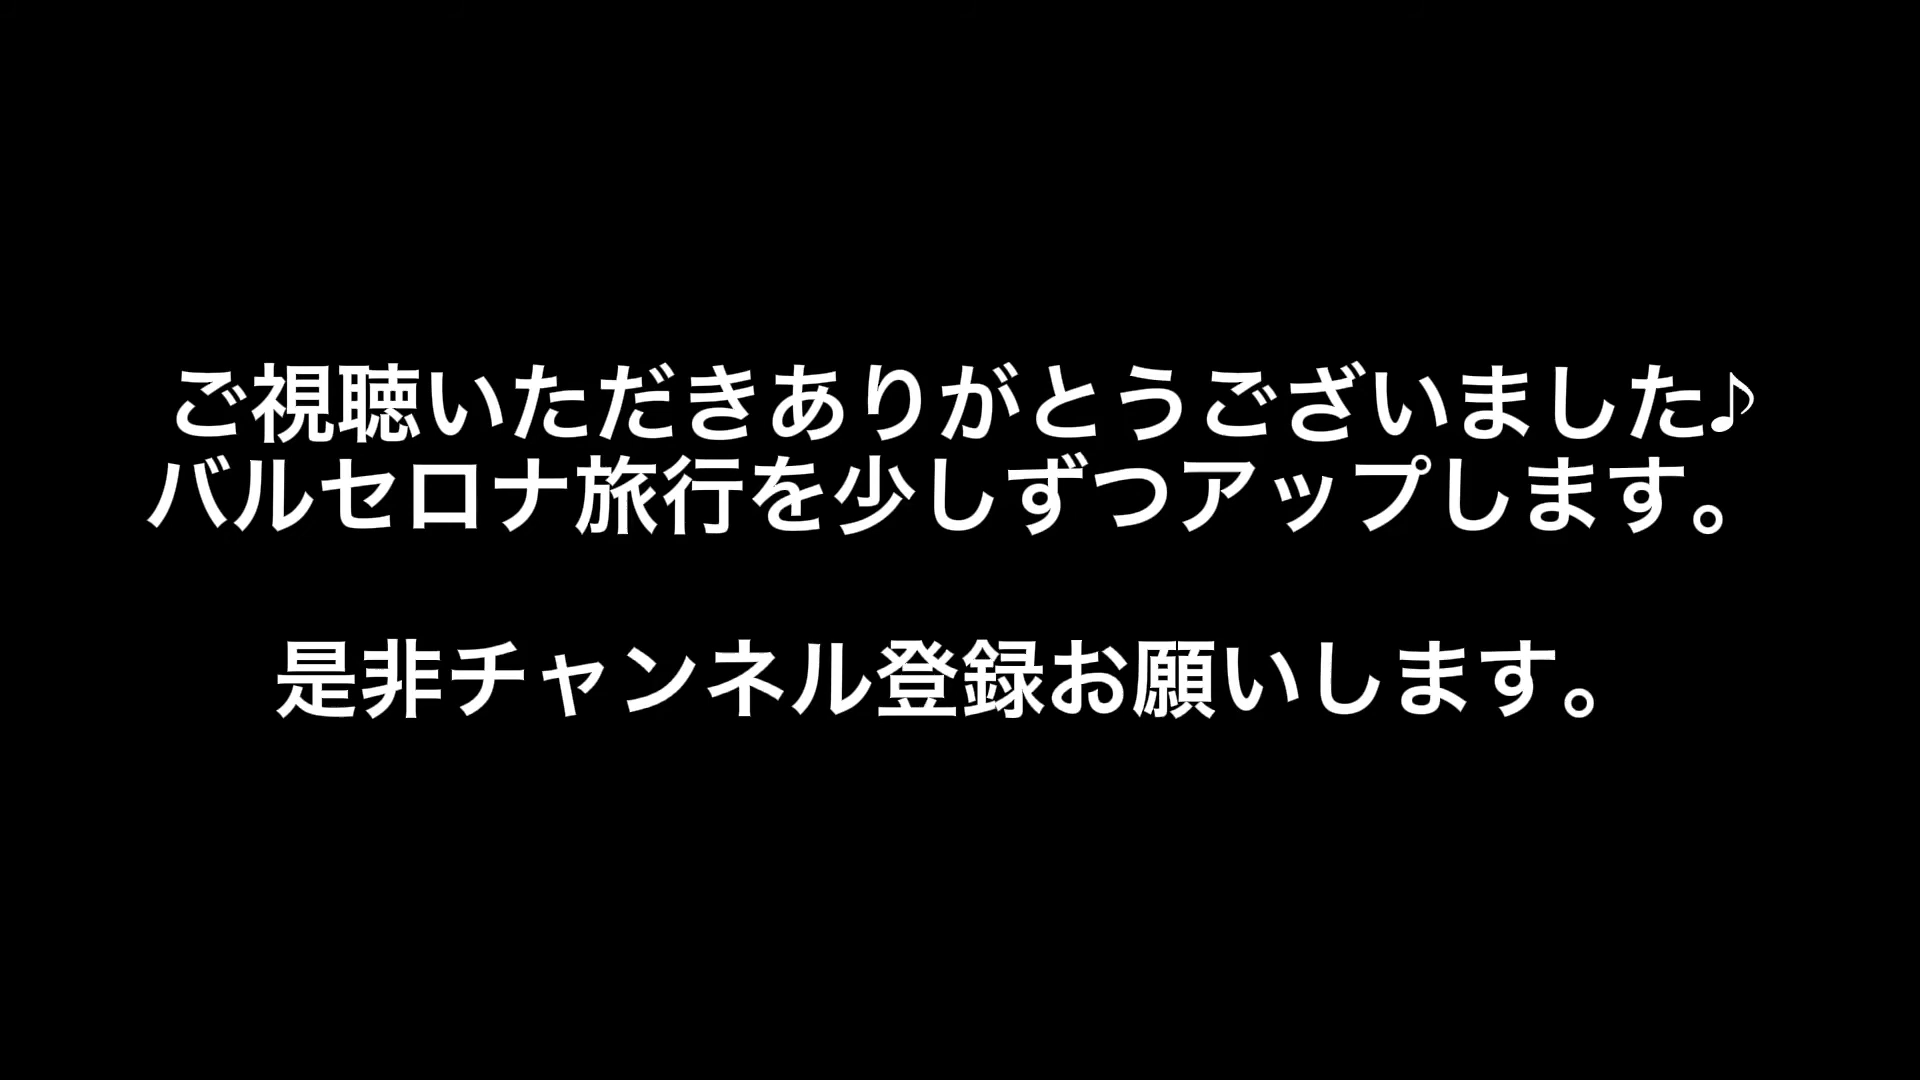 ご視聴いただきありがとうございました♪
バルセロナ旅行を少しずつアップします。
是非チャンネル登録お願いします。